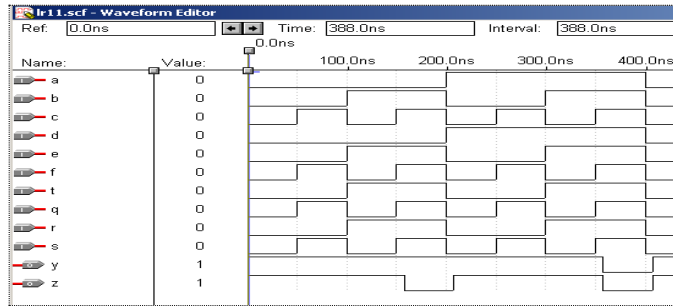 lr11.scf - Waveform Editor
Ref: 0.0ns Time: 388.0ns Interval: 388.0ns
0.0ns
Name: Value: 100.0ns 200.0ns 300.0ns 400.0ns
a 0
b 0
c 0
d 0
e 0
f 0
t 0
q 0
r 0
s 0
y 1
z 1